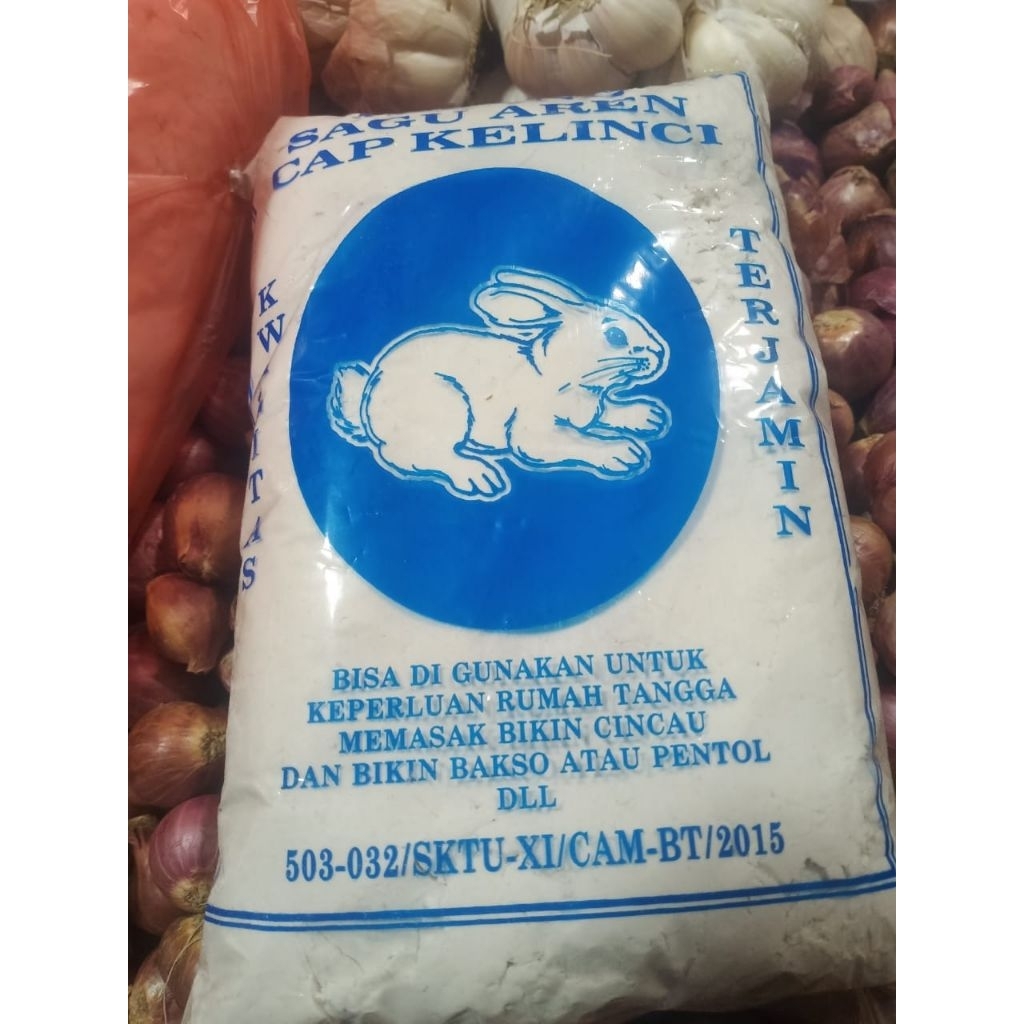 SAGU AREN
CAP KELINCI
KWALITAS
TERJAMIN
BISA DI GUNAKAN UNTUK
KEPERLUAN RUMAH TANGGA
MEMASAK BIKIN CINCAU
DAN BIKIN BAKSO ATAU PENTOL
DLL
503-032/SKTU-XI/CAM-BT/2015